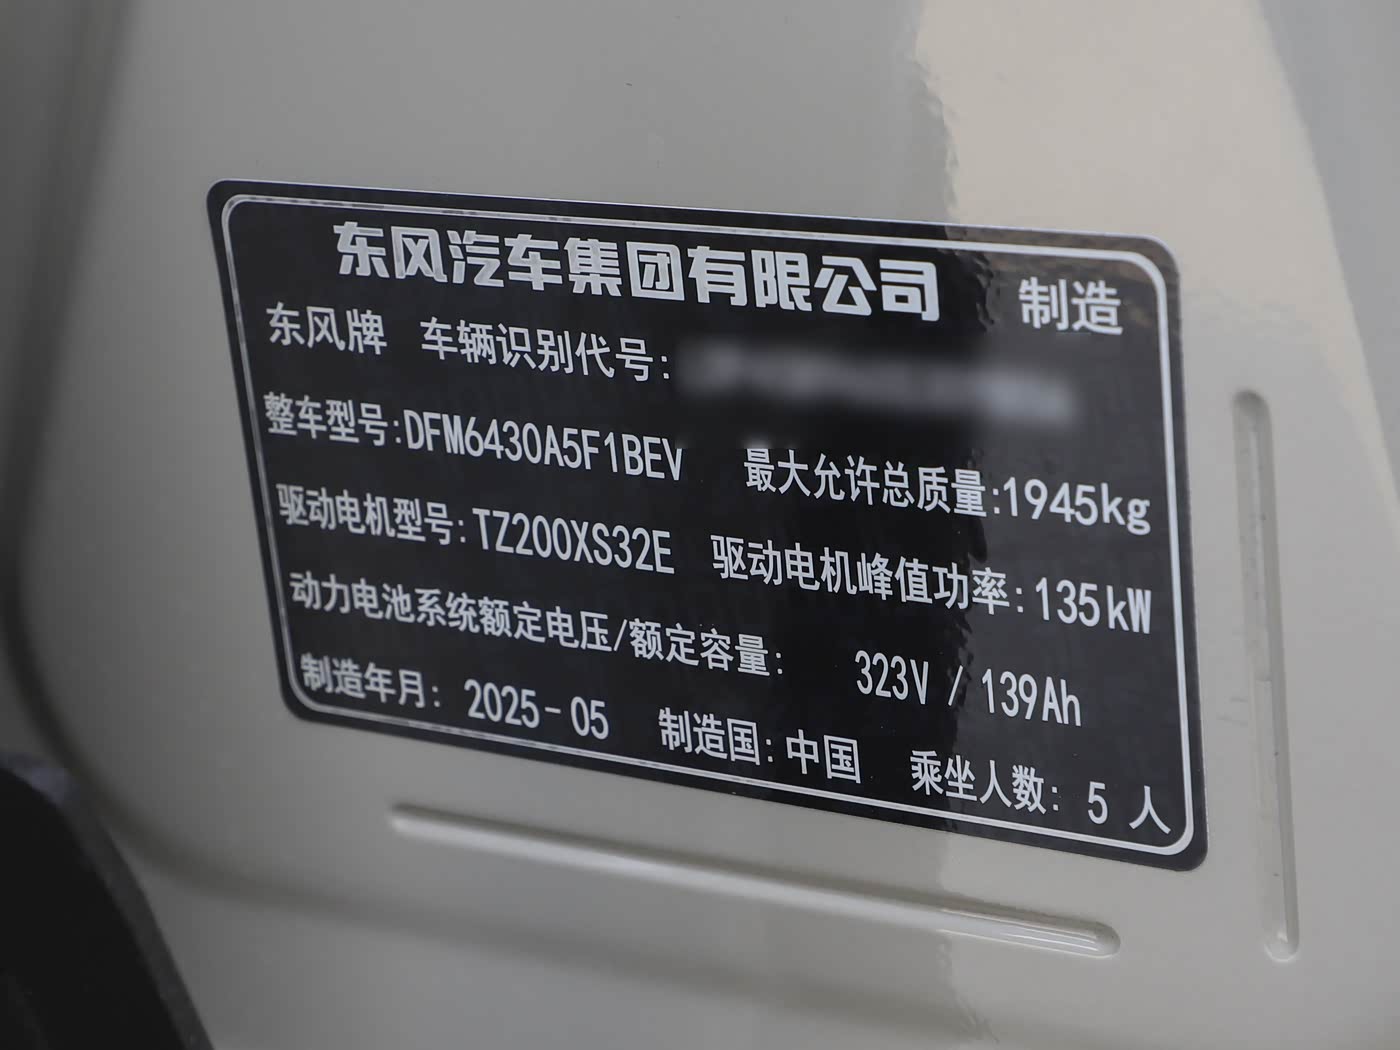 东风汽车集团有限公司 制造
东风牌 车辆识别代号:
整车型号:DFM6430A5F1BEV 最大允许总质量:1945kg
驱动电机型号:TZ200XS32E 驱动电机峰值功率:135kW
动力电池系统额定电压/额定容量: 323V / 139Ah
制造年月: 2025-05 制造国:中国 乘坐人数: 5 人